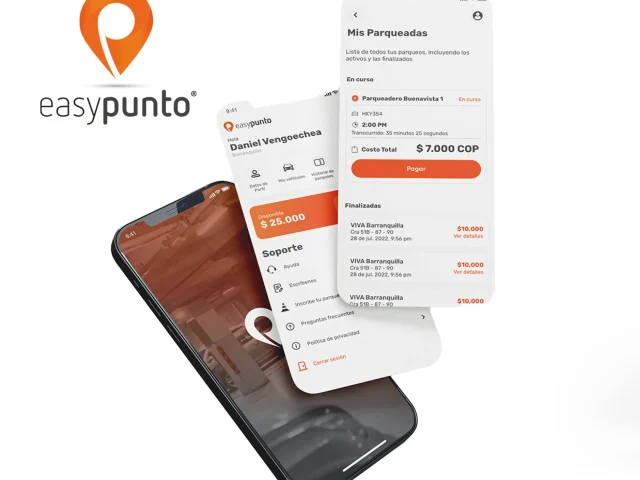 easypunto®
9:41
9:41
easypunto
Hola
Daniel Vengoechea
Barranquilla
Datos de
Perfil
Mis vehículos
Historial de
parqueos
Disponible
$ 25.000
Soporte
Ayuda
Escríbenos
Inscribe tu
Preguntas frecuentes
Política de privacidad
Cerrar sesión
Mis Parqueadas
Lista de todos tus parqueos, incluyendo los
activos y las finalizados
En curso
Parqueadero Buenavista 1 En curso
HKY354
2:00 PM
Transcurrido: 35 minutos 25 segundos
Costo Total $ 7.000 COP
Pagar
Finalizadas
VIVA Barranquilla $10,000
Cra 51B - 87 - 90 Ver detalles
28 de jul. 2022, 9:56 pm
VIVA Barranquilla $10,000
Cra 51B - 87 - 90 Ver detalles
28 de jul. 2022, 9:56 pm
VIVA Barranquilla $10,000
Cra 51B - 87 - 90